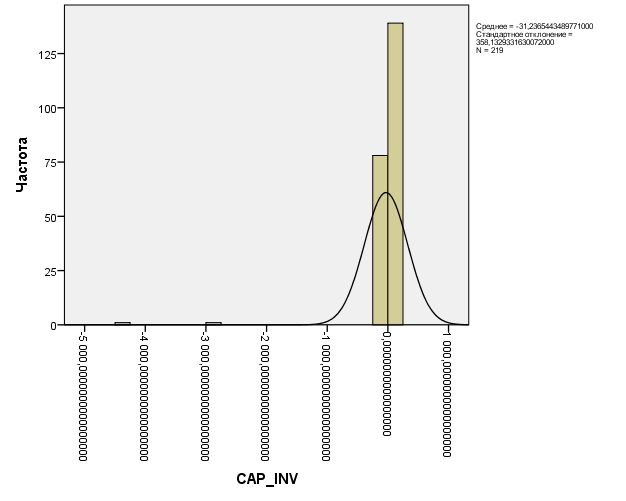 Среднее = -31,2365443489771000
Стандартное отклонение =
358,1329331630072000
N = 219
125
100
75
50
25
0
Частота
-5 000,0000000000000000
-4 000,0000000000000000
-3 000,0000000000000000
-2 000,0000000000000000
-1 000,0000000000000000
0,0000000000000000
1 000,0000000000000000
CAP_INV